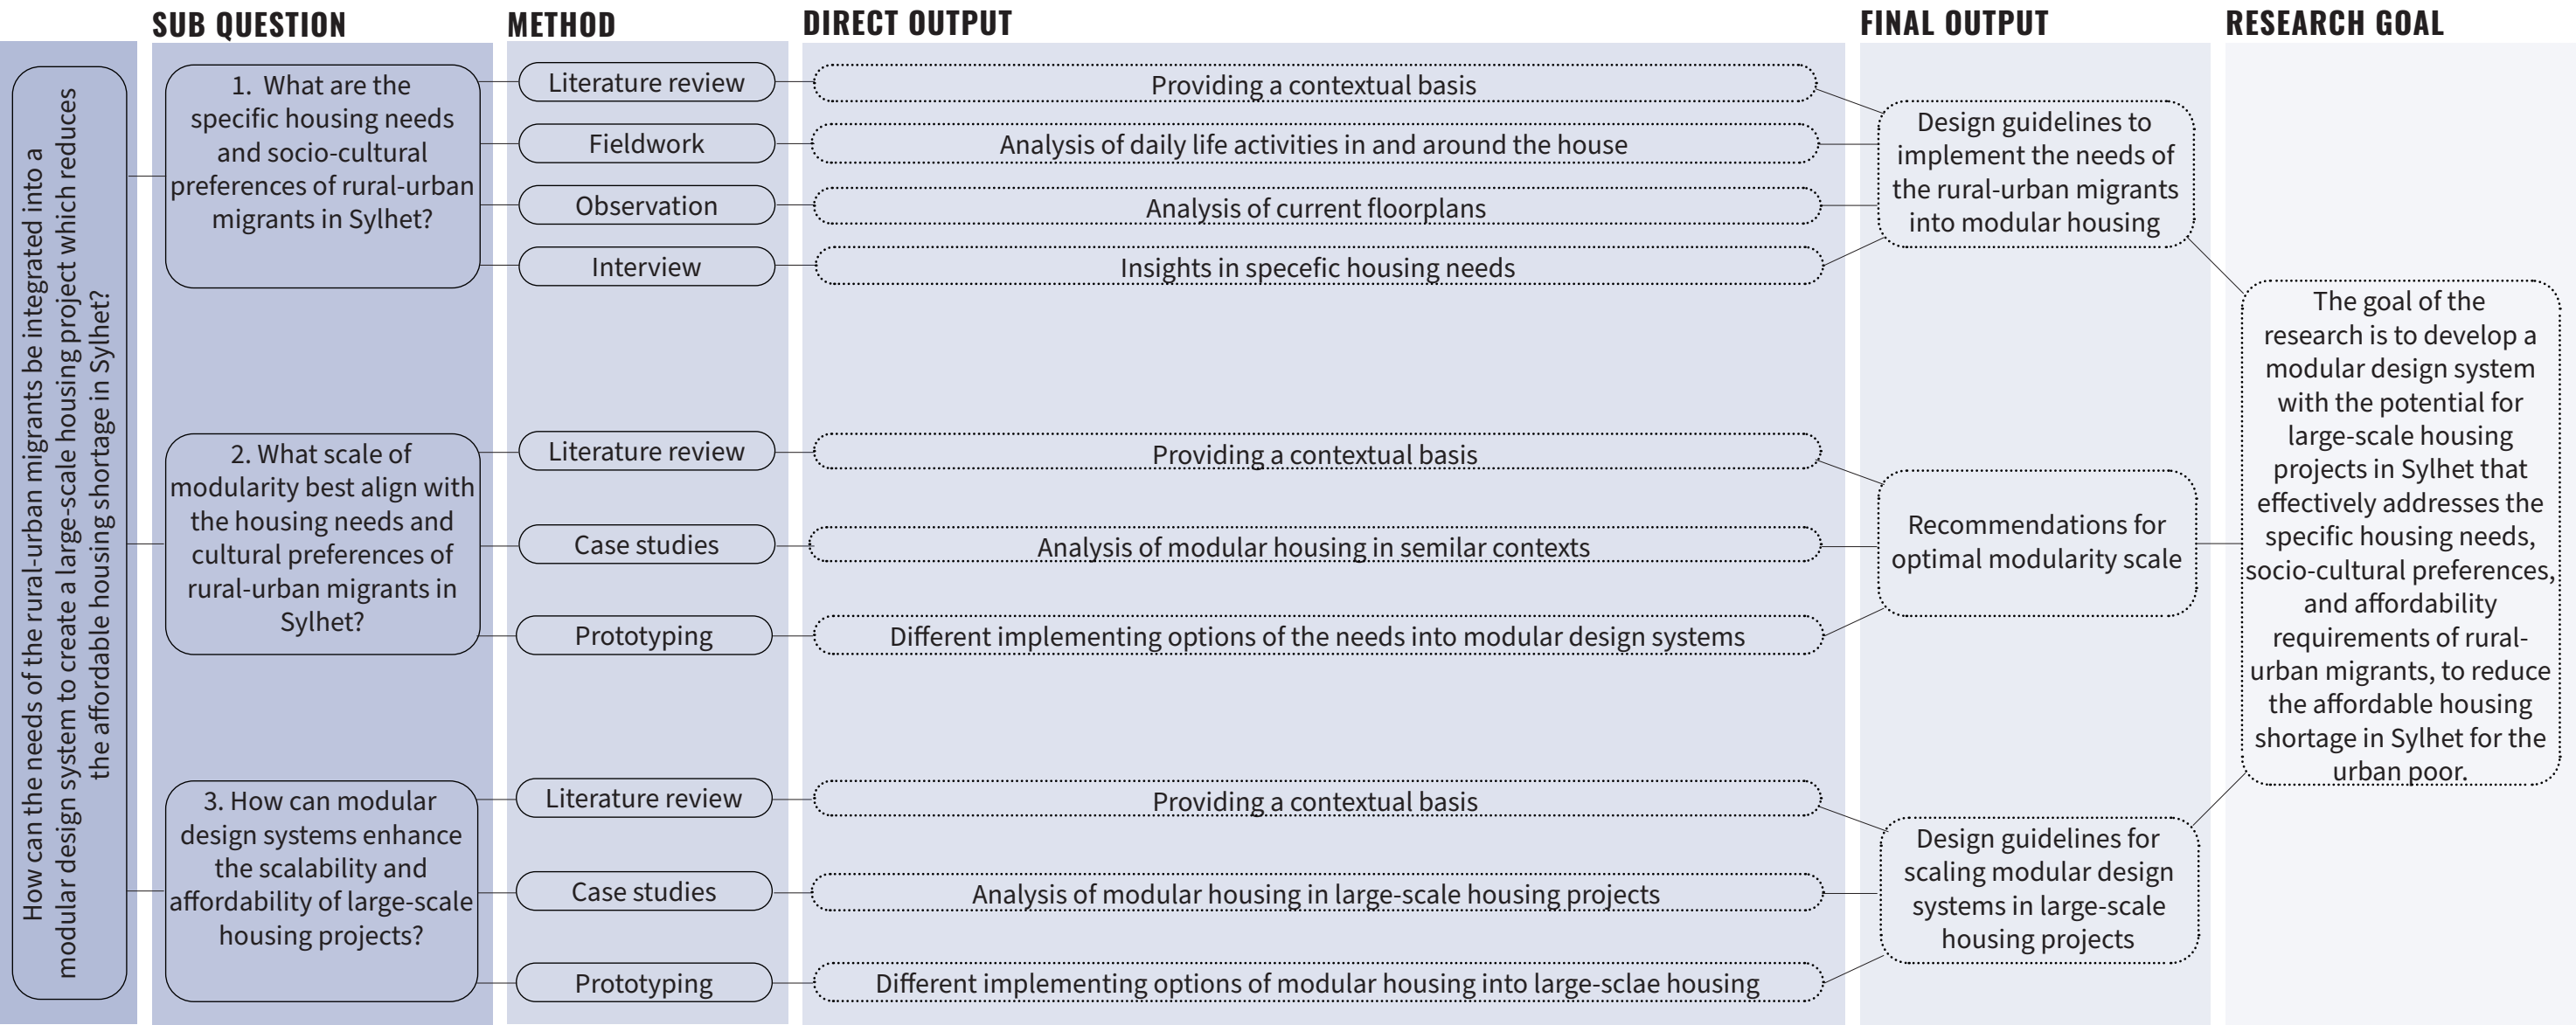 SUB QUESTION
METHOD
DIRECT OUTPUT
FINAL OUTPUT
RESEARCH GOAL
How can the needs of the rural-urban migrants be integrated into a
modular design system to create a large-scale housing project which reduces
the affordable housing shortage in Sylhet?
1. What are the
specific housing needs
and socio-cultural
preferences of rural-urban
migrants in Sylhet?
Literature review
Providing a contextual basis
Fieldwork
Analysis of daily life activities in and around the house
Observation
Analysis of current floorplans
Interview
Insights in specefic housing needs
Design guidelines to
implement the needs of
the rural-urban migrants
into modular housing
2. What scale of
modularity best align with
the housing needs and
cultural preferences of
rural-urban migrants in
Sylhet?
Literature review
Providing a contextual basis
Case studies
Analysis of modular housing in semilar contexts
Prototyping
Different implementing options of the needs into modular design systems
Recommendations for
optimal modularity scale
3. How can modular
design systems enhance
the scalability and
affordability of large-scale
housing projects?
Literature review
Providing a contextual basis
Case studies
Analysis of modular housing in large-scale housing projects
Prototyping
Different implementing options of modular housing into large-sclae housing
Design guidelines for
scaling modular design
systems in large-scale
housing projects
The goal of the
research is to develop a
modular design system
with the potential for
large-scale housing
projects in Sylhet that
effectively addresses the
specific housing needs,
socio-cultural preferences,
and affordability
requirements of rural-
urban migrants, to reduce
the affordable housing
shortage in Sylhet for the
urban poor.